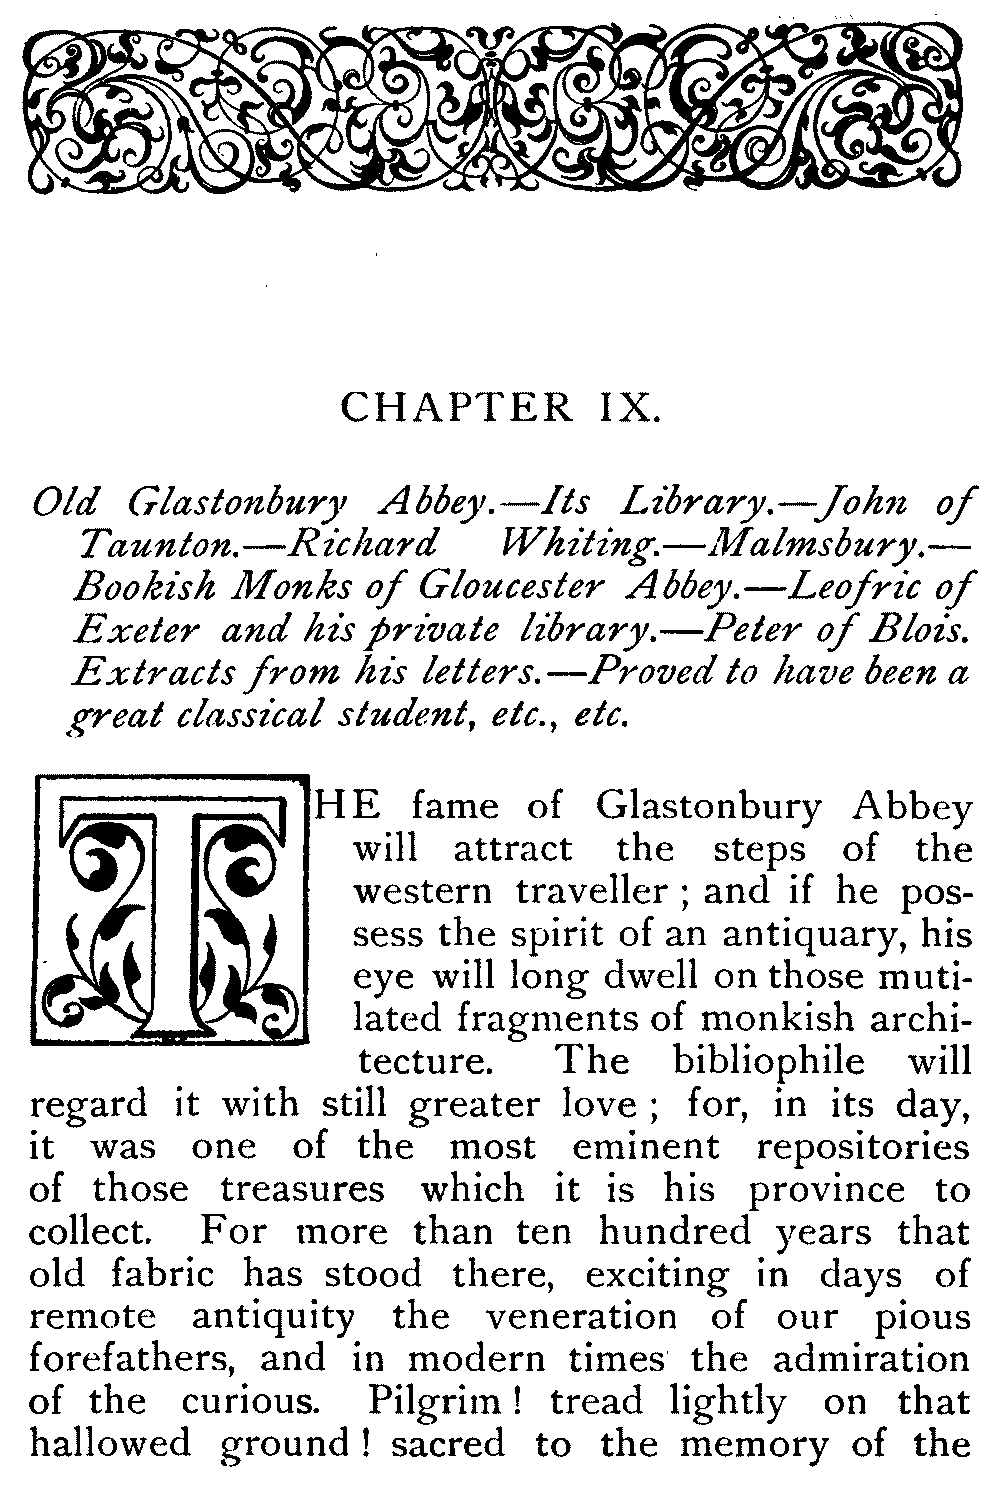 CHAPTER IX.
Old Glastonbury Abbey.—Its Library.—John of
Taunton.—Richard Whiting.—Malmsbury.—
Bookish Monks of Gloucester Abbey.—Leofric of
Exeter and his private library.—Peter of Blois.
Extracts from his letters.—Proved to have been a
great classical student, etc., etc.
THE fame of Glastonbury Abbey
will attract the steps of the
western traveller ; and if he pos-
sess the spirit of an antiquary, his
eye will long dwell on those muti-
lated fragments of monkish archi-
tecture. The bibliophile will
regard it with still greater love ; for, in its day,
it was one of the most eminent repositories
of those treasures which it is his province to
collect. For more than ten hundred years that
old fabric has stood there, exciting in days of
remote antiquity the veneration of our pious
forefathers, and in modern times the admiration
of the curious. Pilgrim ! tread lightly on that
hallowed ground ! sacred to the memory of the